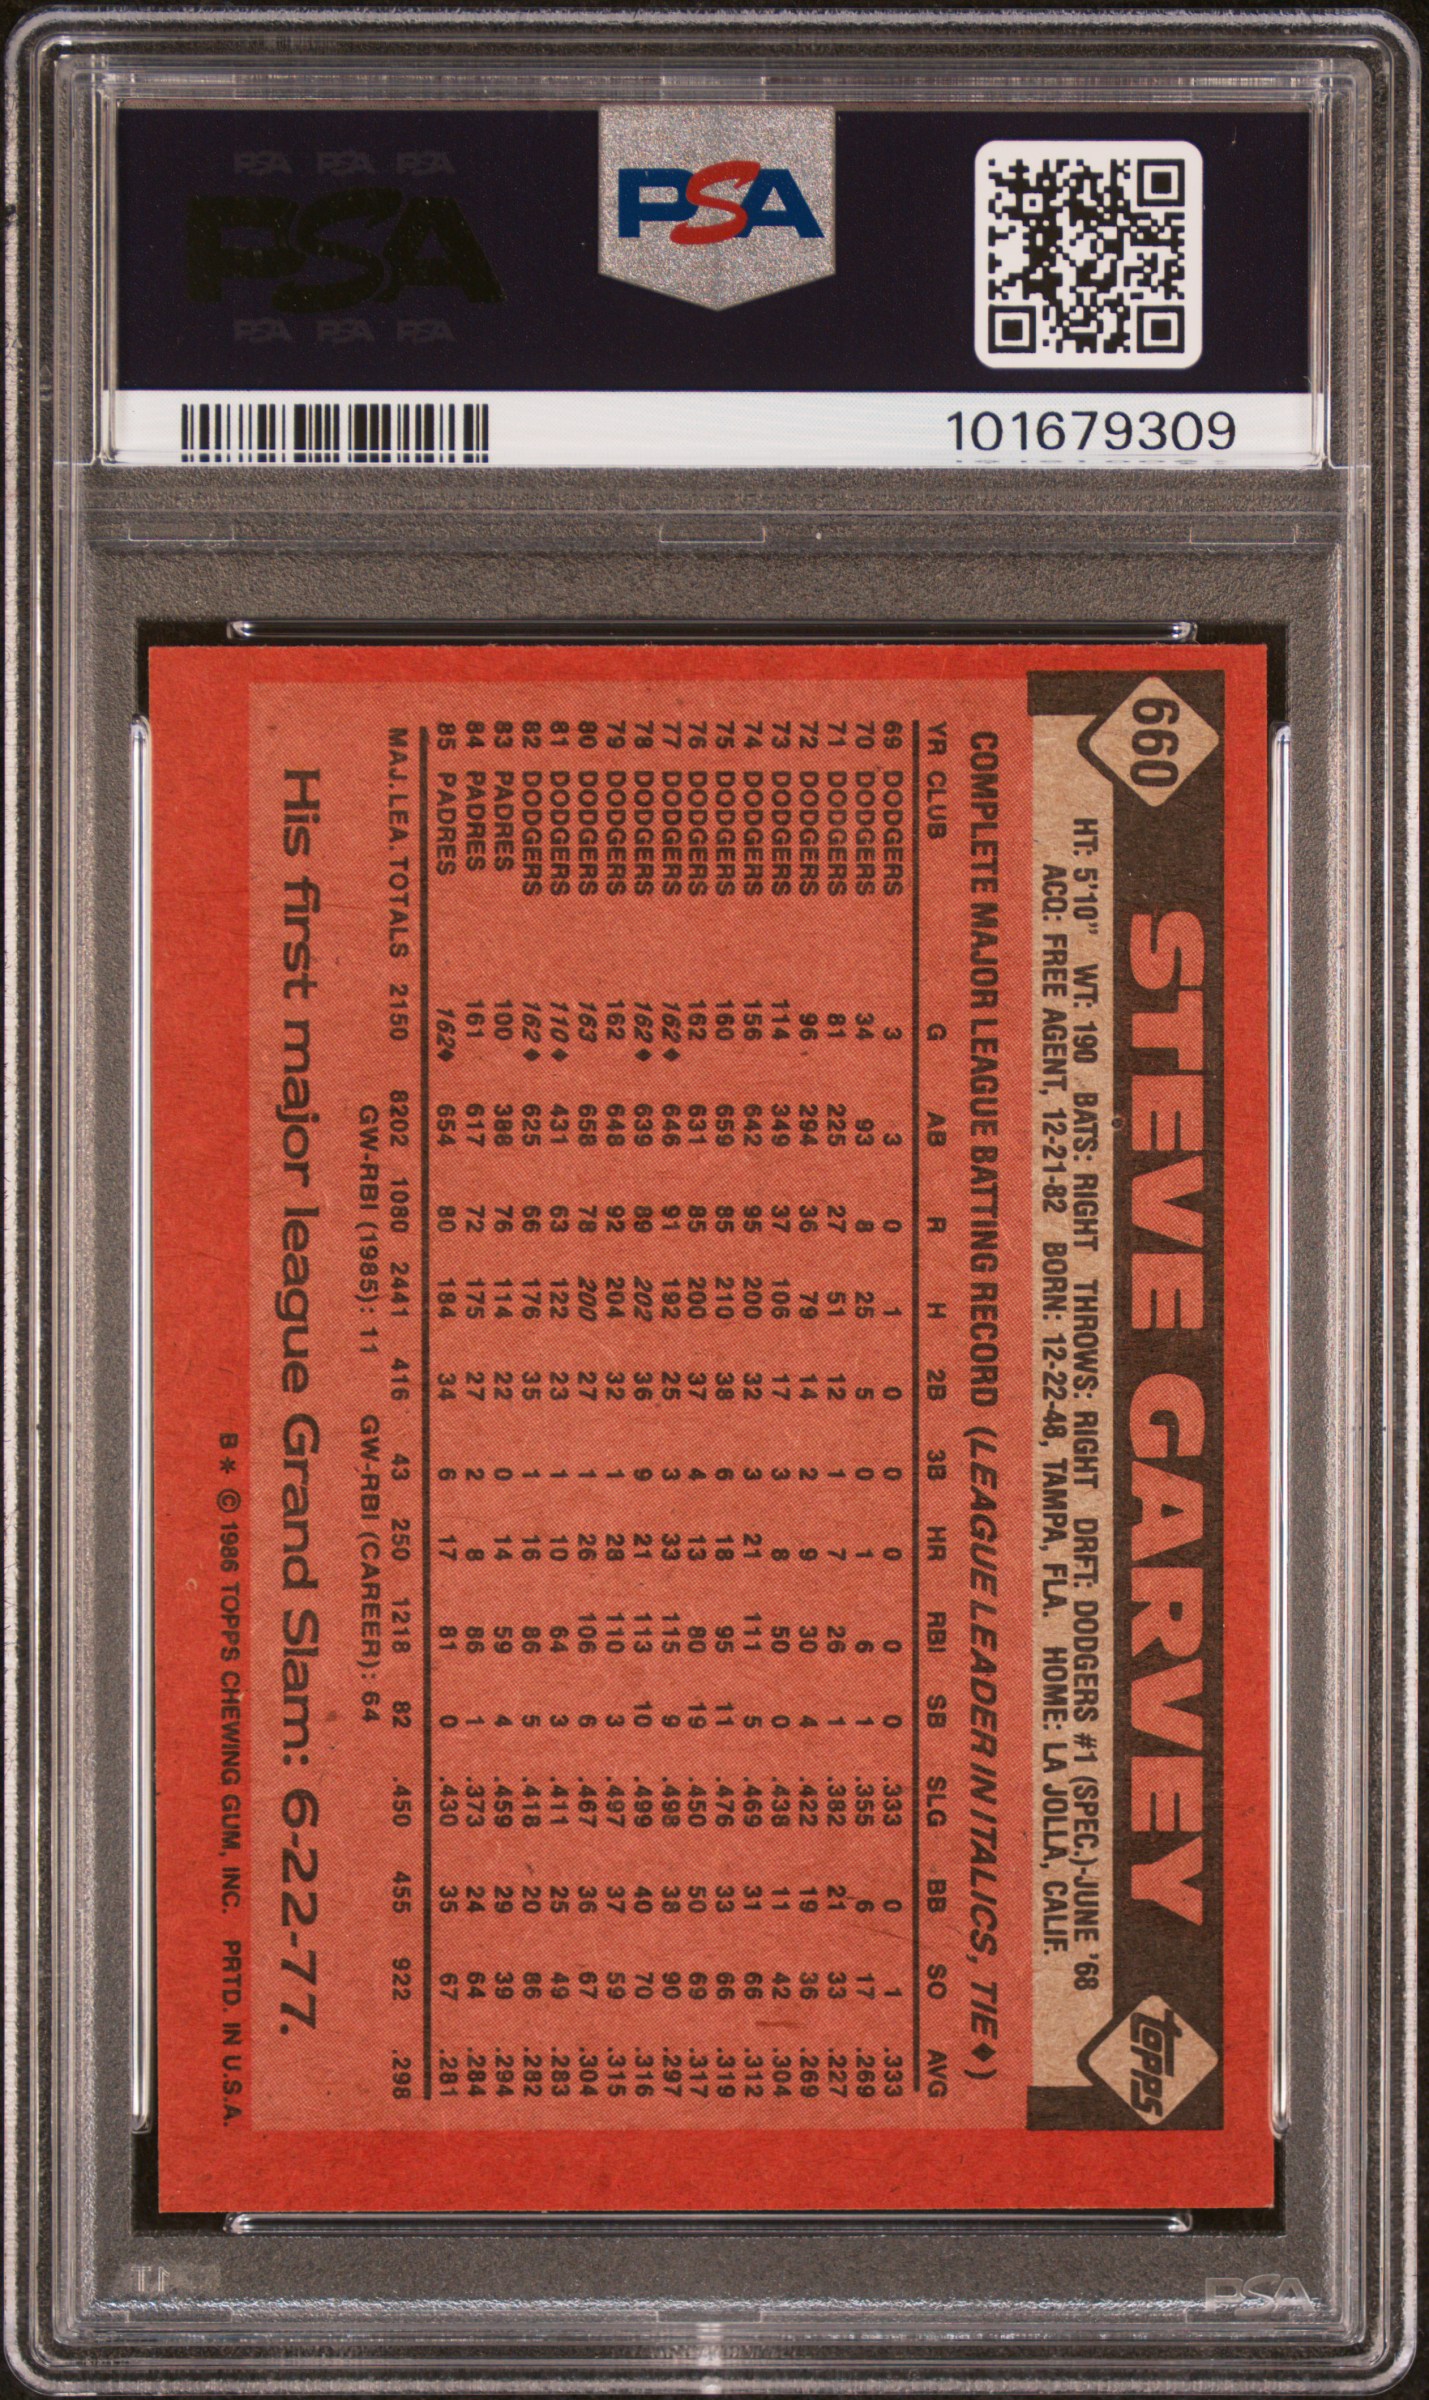 PSA PSA PSA
PSA
PSA PSA PSA
PSA
101679309
660 STEVE GARVEY topps
HT: 5'10" WT: 190 BATS: RIGHT THROWS: RIGHT DRFT: DODGERS #1 (SPEC.)-JUNE '68
ACQ: FREE AGENT, 12-21-82 BORN: 12-22-48, TAMPA, FLA. HOME: LA JOLLA, CALIF.
COMPLETE MAJOR LEAGUE BATTING RECORD (LEAGUE LEADER IN ITALICS, TIE♦)
YR CLUB G AB R H 2B 3B HR RBI SB SLG BB SO AVG
69 DODGERS 3 3 0 1 0 0 0 0 0 .333 0 1 .333
70 DODGERS 34 93 8 25 5 0 1 6 1 .355 6 17 .269
71 DODGERS 81 225 27 51 12 1 7 26 1 .382 21 33 .227
72 DODGERS 96 294 36 79 14 2 9 30 4 .422 19 36 .269
73 DODGERS 114 349 37 106 17 3 8 50 0 .438 11 42 .304
74 DODGERS 156 642 95 200 32 3 21 111 5 .469 31 66 .312
75 DODGERS 160 659 85 210 38 6 18 95 11 .476 33 66 .319
76 DODGERS 162 631 85 200 37 4 13 80 19 .450 50 69 .317
77 DODGERS 162♦ 646 91 192 25 3 33 115 9 .498 38 90 .297
78 DODGERS 162♦ 639 89 202 36 9 21 113 10 .499 40 70 .316
79 DODGERS 162 648 92 204 32 1 28 110 3 .497 37 59 .315
80 DODGERS 163 658 78 200 27 1 26 106 6 .467 36 67 .304
81 DODGERS 110♦ 431 63 122 23 1 10 64 3 .411 25 49 .283
82 DODGERS 162♦ 625 66 176 35 1 16 86 5 .418 20 86 .282
83 PADRES 100 388 76 114 22 0 14 59 4 .459 29 39 .294
84 PADRES 161 617 72 175 27 2 8 86 1 .373 24 64 .284
85 PADRES 162♦ 654 80 184 34 6 17 81 0 .430 35 67 .281
MAJ. LEA. TOTALS 2150 8202 1080 2441 416 43 250 1218 82 .450 455 922 .298
GW-RBI (1985): 11 GW-RBI (CAREER): 64
His first major league Grand Slam: 6-22-77.
B * © 1986 TOPPS CHEWING GUM, INC. PRTD. IN U.S.A.
PSA